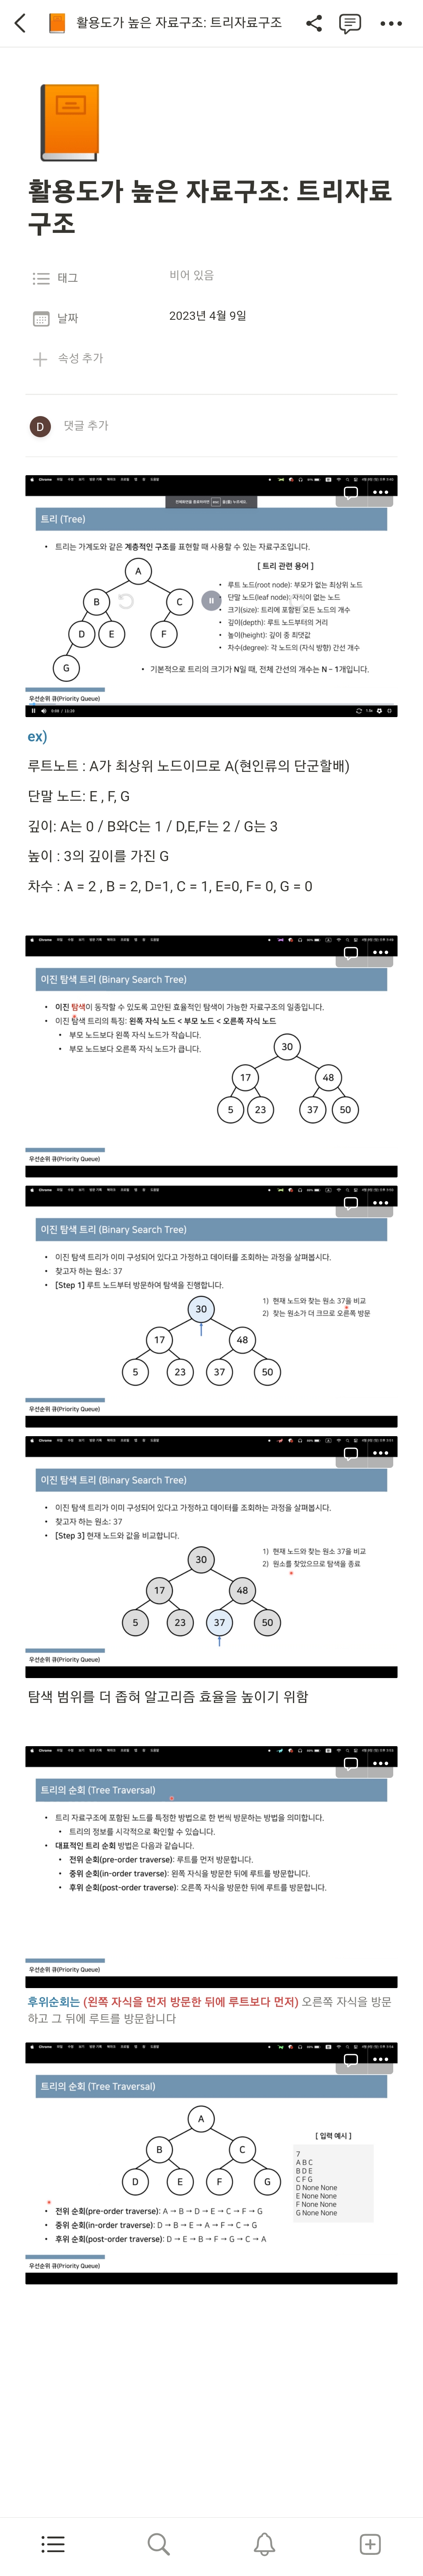 활용도가 높은 자료구조: 트리자료구조
활용도가 높은 자료구조: 트리자료
구조
태그 비어 있음
날짜 2023년 4월 9일
속성 추가
D 댓글 추가
트리 (Tree)
• 트리는 가계도와 같은 계층적인 구조를 표현할 때 사용할 수 있는 자료구조입니다.
[ 트리 관련 용어 ]
• 루트 노드(root node): 부모가 없는 최상위 노드
• 단말 노드(leaf node): 자식이 없는 노드
• 크기(size): 트리에 포함된 모든 노드의 개수
• 깊이(depth): 루트 노드부터의 거리
• 높이(height): 깊이 중 최댓값
• 차수(degree): 각 노드의 (자식 방향) 간선 개수
A
B C
D E F
G
• 기본적으로 트리의 크기가 N일 때, 전체 간선의 개수는 N – 1개입니다.
우선순위 큐(Priority Queue)
ex)
루트노트 : A가 최상위 노드이므로 A(현인류의 단군할배)
단말 노드: E , F, G
깊이: A는 0 / B와C는 1 / D,E,F는 2 / G는 3
높이 : 3의 깊이를 가진 G
차수 : A = 2 , B = 2, D=1, C = 1, E=0, F= 0, G = 0
이진 탐색 트리 (Binary Search Tree)
• 이진 탐색이 동작할 수 있도록 고안된 효율적인 탐색이 가능한 자료구조의 일종입니다.
• 이진 탐색 트리의 특징: 왼쪽 자식 노드 < 부모 노드 < 오른쪽 자식 노드
• 부모 노드보다 왼쪽 자식 노드가 작습니다.
• 부모 노드보다 오른쪽 자식 노드가 큽니다.
30
17 48
5 23 37 50
우선순위 큐(Priority Queue)
이진 탐색 트리 (Binary Search Tree)
• 이진 탐색 트리가 이미 구성되어 있다고 가정하고 데이터를 조회하는 과정을 살펴봅시다.
• 찾고자 하는 원소: 37
• [Step 1] 루트 노드부터 방문하여 탐색을 진행합니다.
1) 현재 노드와 찾는 원소 37을 비교
2) 찾는 원소가 더 크므로 오른쪽 방문
30
17 48
5 23 37 50
우선순위 큐(Priority Queue)
이진 탐색 트리 (Binary Search Tree)
• 이진 탐색 트리가 이미 구성되어 있다고 가정하고 데이터를 조회하는 과정을 살펴봅시다.
• 찾고자 하는 원소: 37
• [Step 3] 현재 노드와 값을 비교합니다.
1) 현재 노드와 찾는 원소 37을 비교
2) 원소를 찾았으므로 탐색을 종료
30
17 48
5 23 37 50
우선순위 큐(Priority Queue)
탐색 범위를 더 좁혀 알고리즘 효율을 높이기 위함
트리의 순회 (Tree Traversal)
• 트리 자료구조에 포함된 노드를 특정한 방법으로 한 번씩 방문하는 방법을 의미합니다.
• 트리의 정보를 시각적으로 확인할 수 있습니다.
• 대표적인 트리 순회 방법은 다음과 같습니다.
• 전위 순회(pre-order traverse): 루트를 먼저 방문합니다.
• 중위 순회(in-order traverse): 왼쪽 자식을 방문한 뒤에 루트를 방문합니다.
• 후위 순회(post-order traverse): 오른쪽 자식을 방문한 뒤에 루트를 방문합니다.
우선순위 큐(Priority Queue)
후위순회는 (왼쪽 자식을 먼저 방문한 뒤에 루트보다 먼저) 오른쪽 자식을 방문
하고 그 뒤에 루트를 방문합니다
트리의 순회 (Tree Traversal)
A
B C
D E F G
[ 입력 예시 ]
7
A B C
B D E
C F G
D None None
E None None
F None None
G None None
• 전위 순회(pre-order traverse): A → B → D → E → C → F → G
• 중위 순회(in-order traverse): D → B → E → A → F → C → G
• 후위 순회(post-order traverse): D → E → B → F → G → C → A
우선순위 큐(Priority Queue)